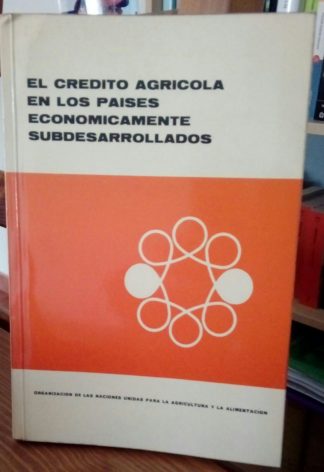 EL CREDITO AGRICOLA
EN LOS PAISES
ECONOMICAMENTE
SUBDESARROLLADOS
ORGANIZACION DE LAS NACIONES UNIDAS PARA LA AGRICULTURA Y LA ALIMENTACION